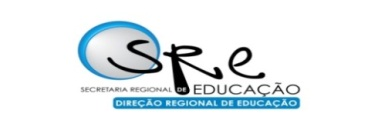 SRe
SECRETARIA REGIONAL DE EDUCAÇÃO
DIREÇÃO REGIONAL DE EDUCAÇÃO